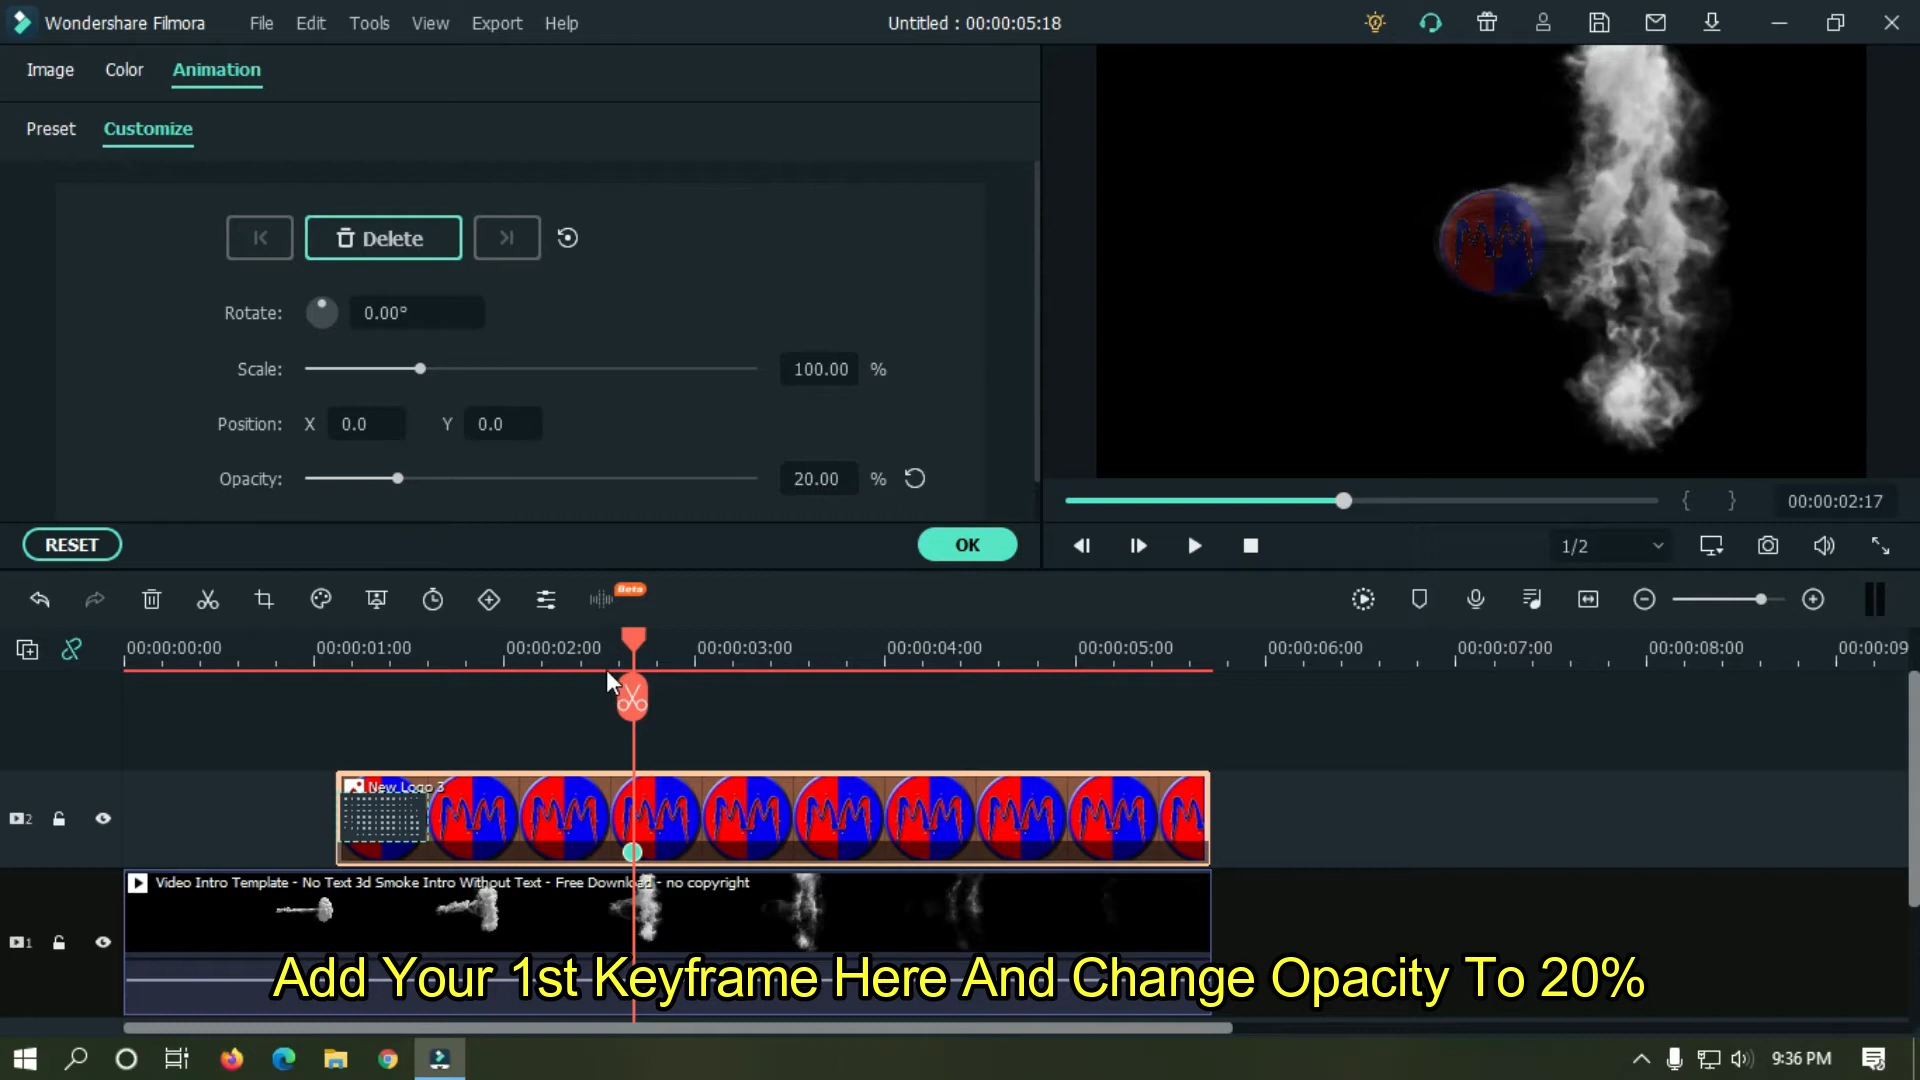 Wondershare Filmora File Edit Tools View Export Help Untitled : 00:00:05:18
Image Color Animation
Preset Customize
Delete
Rotate: 0.00°
Scale: 100.00 %
Position: X 0.0 Y 0.0
Opacity: 20.00 %
{ } 00:00:02:17
RESET OK
1/2
Beta
00:00:00:00 00:00:01:00 00:00:02:00 00:00:03:00 00:00:04:00 00:00:05:00 00:00:06:00 00:00:07:00 00:00:08:00 00:00:09
New Logo 3
2
Video Intro Template - No Text 3d Smoke Intro Without Text - Free Download - no copyright
1
Add Your 1st Keyframe Here And Change Opacity To 20%
9:36 PM